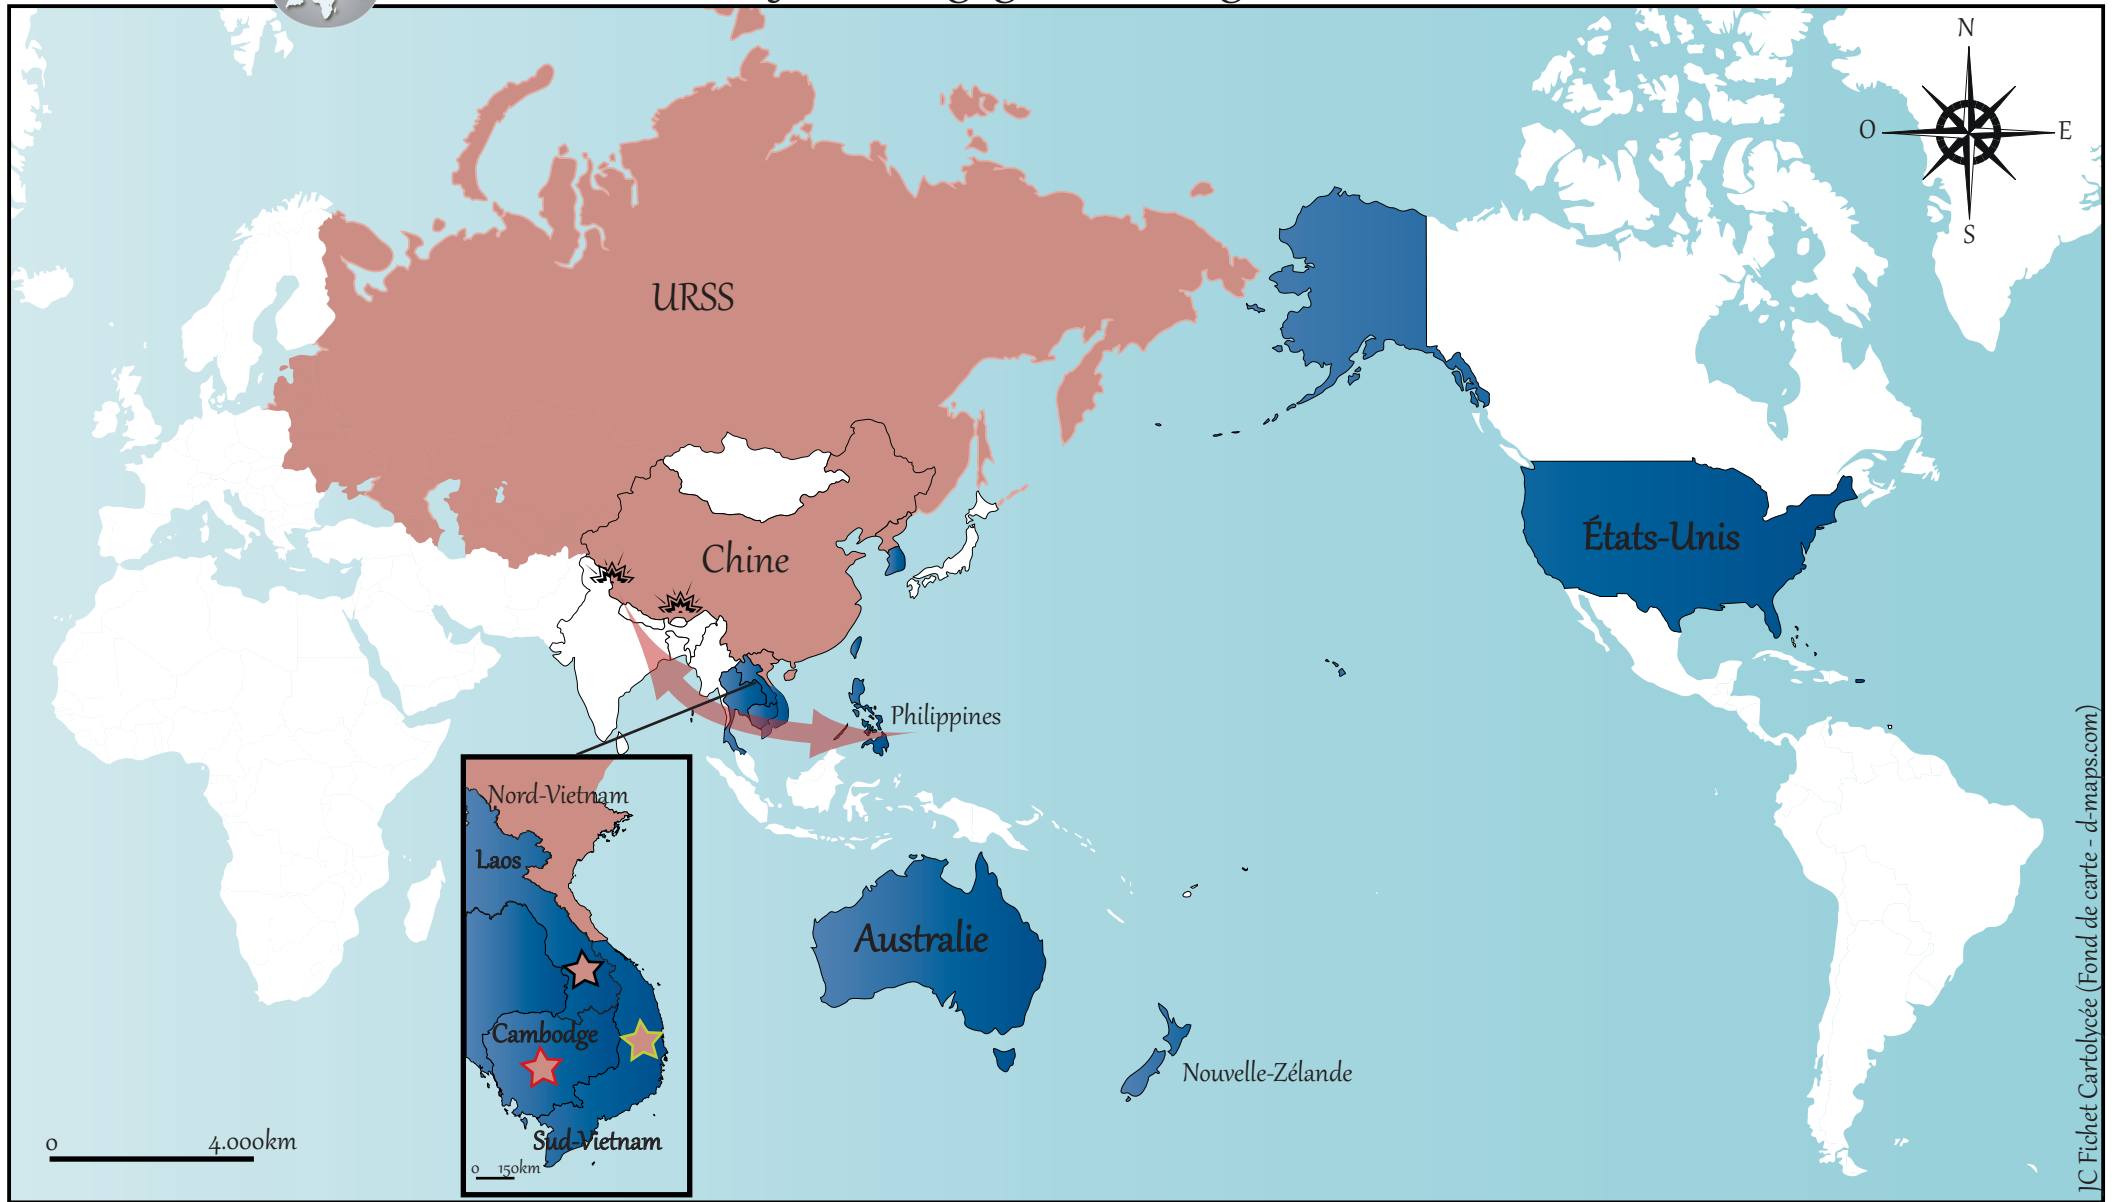 N
O
E
S
URSS
Chine
États-Unis
Philippines
Nord-Vietnam
Laos
Australie
Cambodge
Nouvelle-Zélande
Sud-Vietnam
0 4.000km
0 150km
JC Fichet Cartolycée (Fond de carte - d-maps.com)